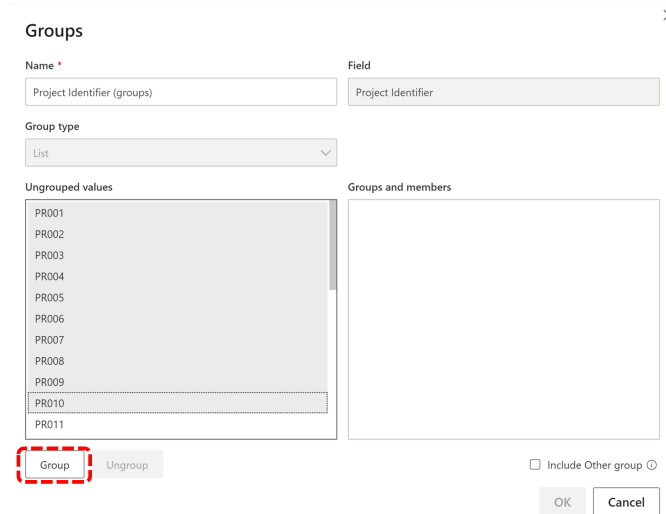 Groups
Name *
Field
Project Identifier (groups)
Project Identifier
Group type
List
Ungrouped values
Groups and members
PR001
PR002
PR003
PR004
PR005
PR006
PR007
PR008
PR009
PR010
PR011
Group
Ungroup
Include Other group
OK
Cancel